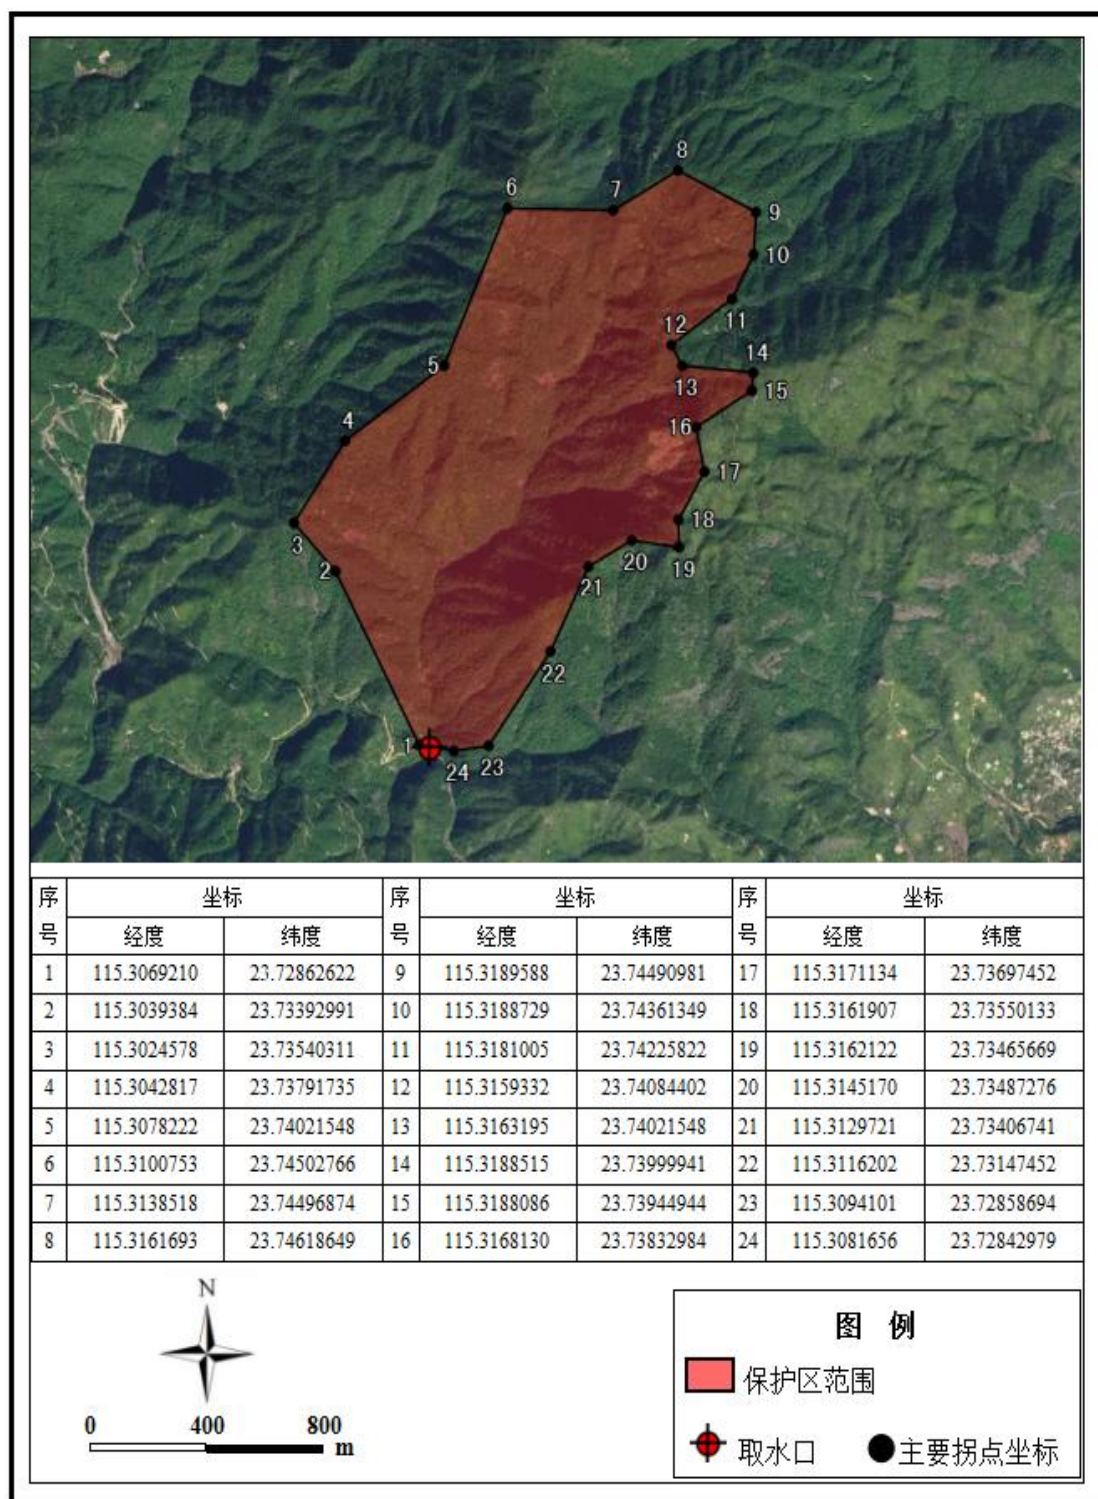 8
6
7
9
10
11
12
14
5
13
15
16
4
17
18
3
20
19
2
21
22
1
24
23
序号 坐标 序号 坐标 序号 坐标
经度 纬度 经度 纬度 经度 纬度
1 115.3069210 23.72862622 9 115.3189588 23.74490981 17 115.3171134 23.73697452
2 115.3039384 23.73392991 10 115.3188729 23.74361349 18 115.3161907 23.73550133
3 115.3024578 23.73540311 11 115.3181005 23.74225822 19 115.3162122 23.73465669
4 115.3042817 23.73791735 12 115.3159332 23.74084402 20 115.3145170 23.73487276
5 115.3078222 23.74021548 13 115.3163195 23.74021548 21 115.3129721 23.73406741
6 115.3100753 23.74502766 14 115.3188515 23.73999941 22 115.3116202 23.73147452
7 115.3138518 23.74496874 15 115.3188086 23.73944944 23 115.3094101 23.72858694
8 115.3161693 23.74618649 16 115.3168130 23.73832984 24 115.3081656 23.72842979
N
0 400 800
m
图 例
保护区范围
取水口 主要拐点坐标